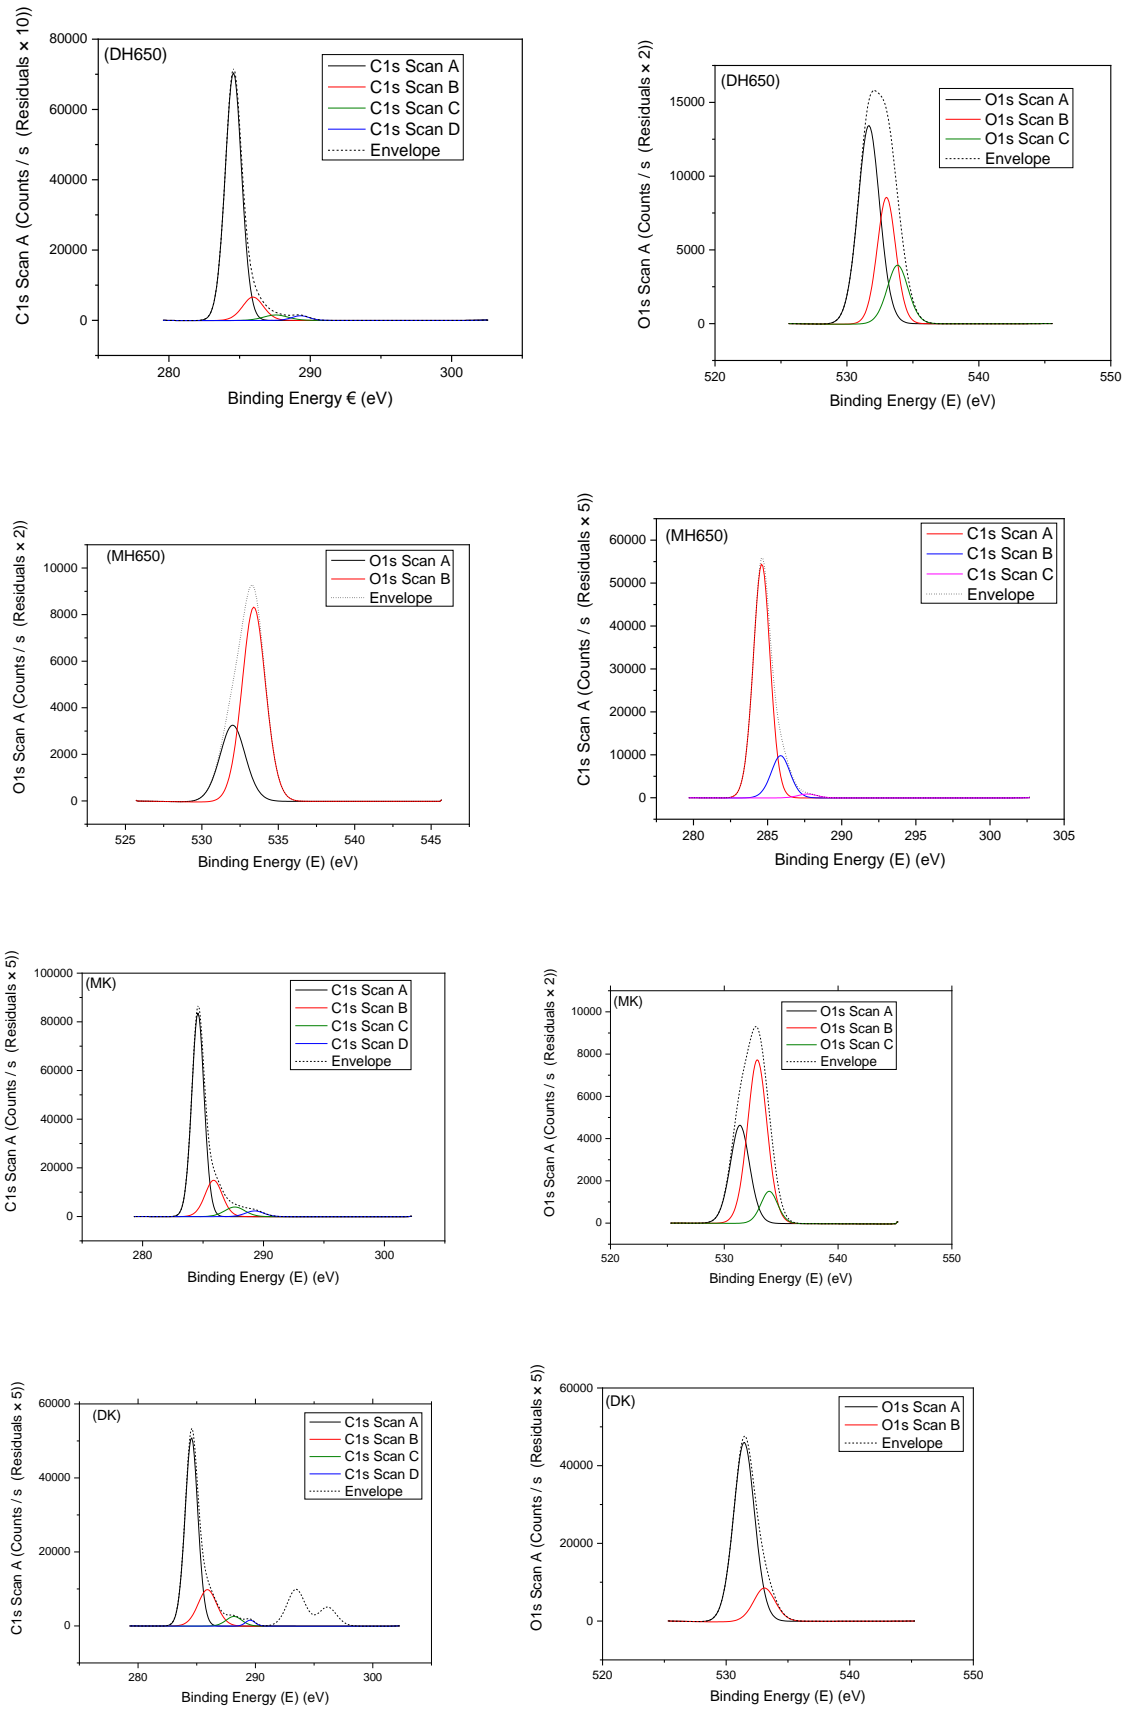 C1s Scan A (Counts / s  (Residuals × 10))
(DH650)
C1s Scan A
C1s Scan B
C1s Scan C
C1s Scan D
Envelope
80000
60000
40000
20000
0
280 290 300
Binding Energy € (eV)
O1s Scan A (Counts / s  (Residuals × 2))
(DH650)
O1s Scan A
O1s Scan B
O1s Scan C
Envelope
15000
10000
5000
0
520 530 540 550
Binding Energy (E) (eV)
O1s Scan A (Counts / s  (Residuals × 2))
(MH650)
O1s Scan A
O1s Scan B
Envelope
10000
8000
6000
4000
2000
0
525 530 535 540 545
Binding Energy (E) (eV)
C1s Scan A (Counts / s  (Residuals × 5))
(MH650)
C1s Scan A
C1s Scan B
C1s Scan C
Envelope
60000
50000
40000
30000
20000
10000
0
280 285 290 295 300 305
Binding Energy (E) (eV)
C1s Scan A (Counts / s  (Residuals × 5))
(MK)
C1s Scan A
C1s Scan B
C1s Scan C
C1s Scan D
Envelope
100000
80000
60000
40000
20000
0
280 290 300
Binding Energy (E) (eV)
O1s Scan A (Counts / s  (Residuals × 2))
(MK)
O1s Scan A
O1s Scan B
O1s Scan C
Envelope
10000
8000
6000
4000
2000
0
520 530 540 550
Binding Energy (E) (eV)
C1s Scan A (Counts / s  (Residuals × 5))
(DK)
C1s Scan A
C1s Scan B
C1s Scan C
C1s Scan D
Envelope
60000
40000
20000
0
280 290 300
Binding Energy (E) (eV)
O1s Scan A (Counts / s  (Residuals × 5))
(DK)
O1s Scan A
O1s Scan B
Envelope
60000
40000
20000
0
520 530 540 550
Binding Energy (E) (eV)